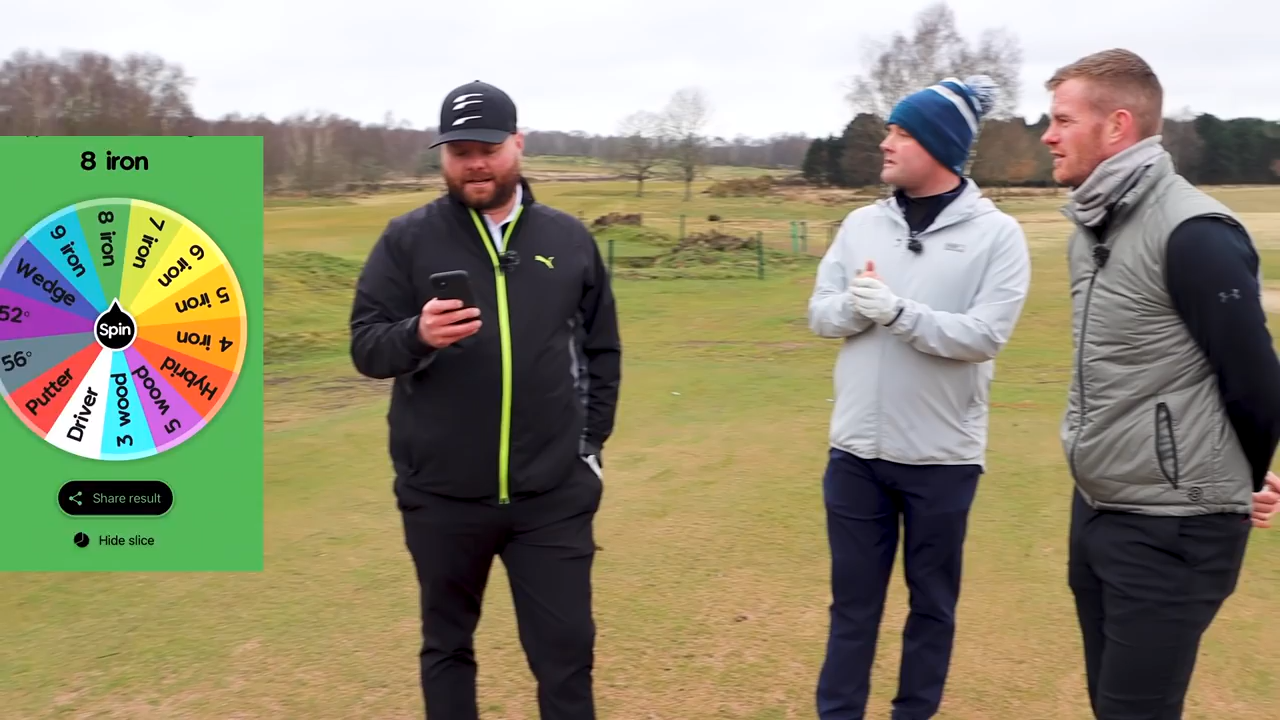 8 iron
8 iron
7 iron
6 iron
5 iron
4 iron
Hybrid
5 wood
3 wood
Driver
Putter
56°
52°
Wedge
9 iron
Spin
Share result
Hide slice